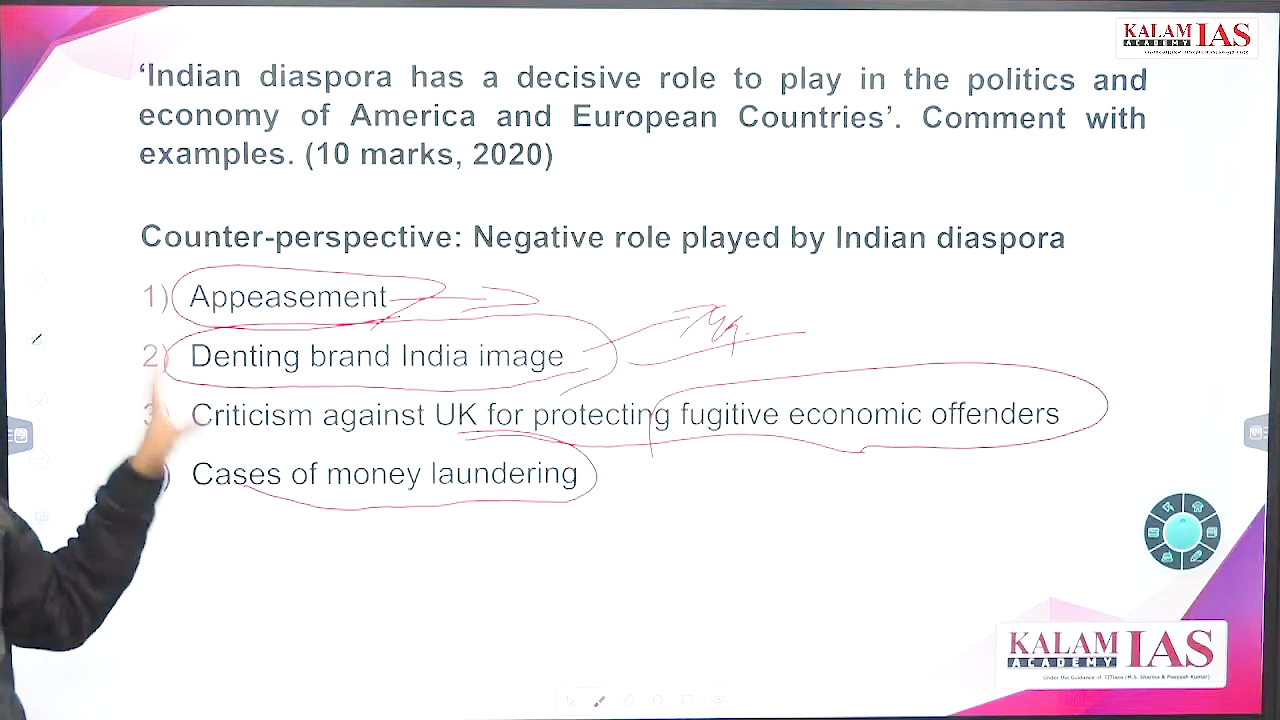 KALAM IAS
ACADEMY
‘Indian diaspora has a decisive role to play in the politics and
economy of America and European Countries’. Comment with
examples. (10 marks, 2020)
Counter-perspective: Negative role played by Indian diaspora
1) Appeasement
2) Denting brand India image
3) Criticism against UK for protecting fugitive economic offenders
Cases of money laundering
KALAM IAS
ACADEMY
Under the Guidance of IITians (H.S. Sharma & Peeyush Kumar)